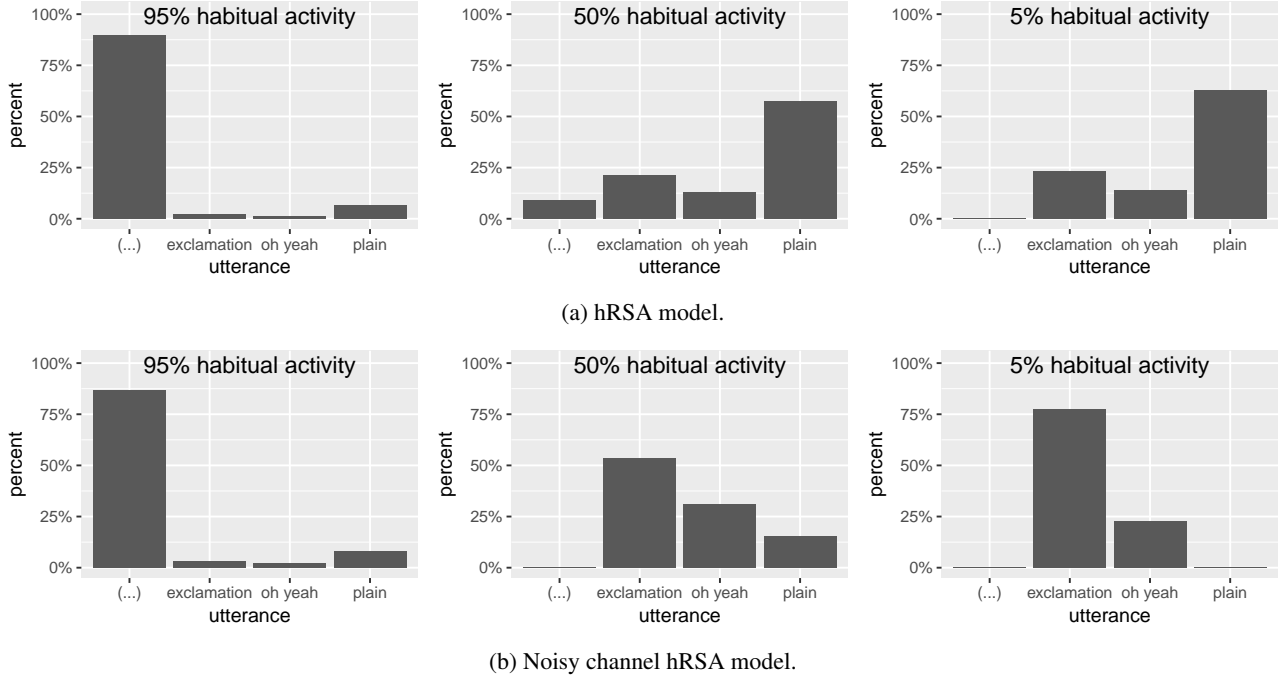 95% habitual activity
100%
75%
50%
25%
0%
percent
(...) exclamation oh yeah plain
utterance
50% habitual activity
100%
75%
50%
25%
0%
percent
(...) exclamation oh yeah plain
utterance
5% habitual activity
100%
75%
50%
25%
0%
percent
(...) exclamation oh yeah plain
utterance
(a) hRSA model.
95% habitual activity
100%
75%
50%
25%
0%
percent
(...) exclamation oh yeah plain
utterance
50% habitual activity
100%
75%
50%
25%
0%
percent
(...) exclamation oh yeah plain
utterance
5% habitual activity
100%
75%
50%
25%
0%
percent
(...) exclamation oh yeah plain
utterance
(b) Noisy channel hRSA model.